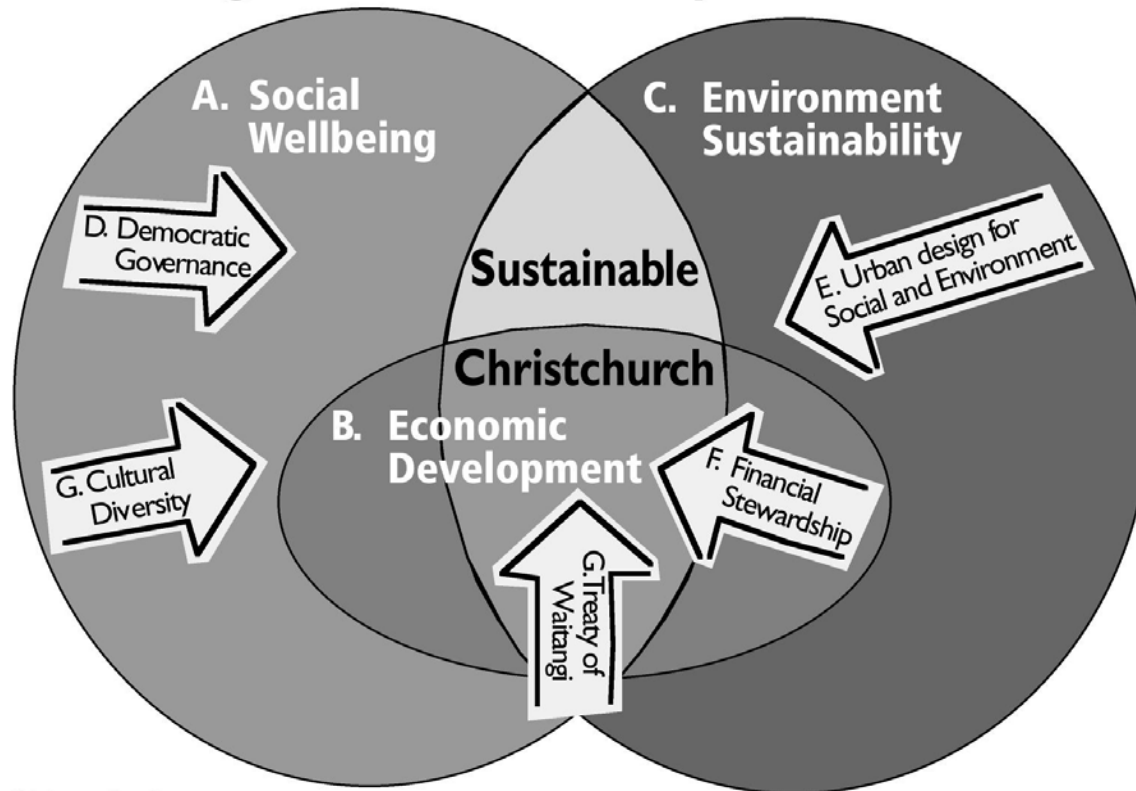 A. Social
Wellbeing
C. Environment
Sustainability
D. Democratic
Governance
E. Urban design for
Social and Environment
Sustainable
Christchurch
B. Economic
Development
G. Cultural
Diversity
F. Financial
Stewardship
G. Treaty of
Waitangi